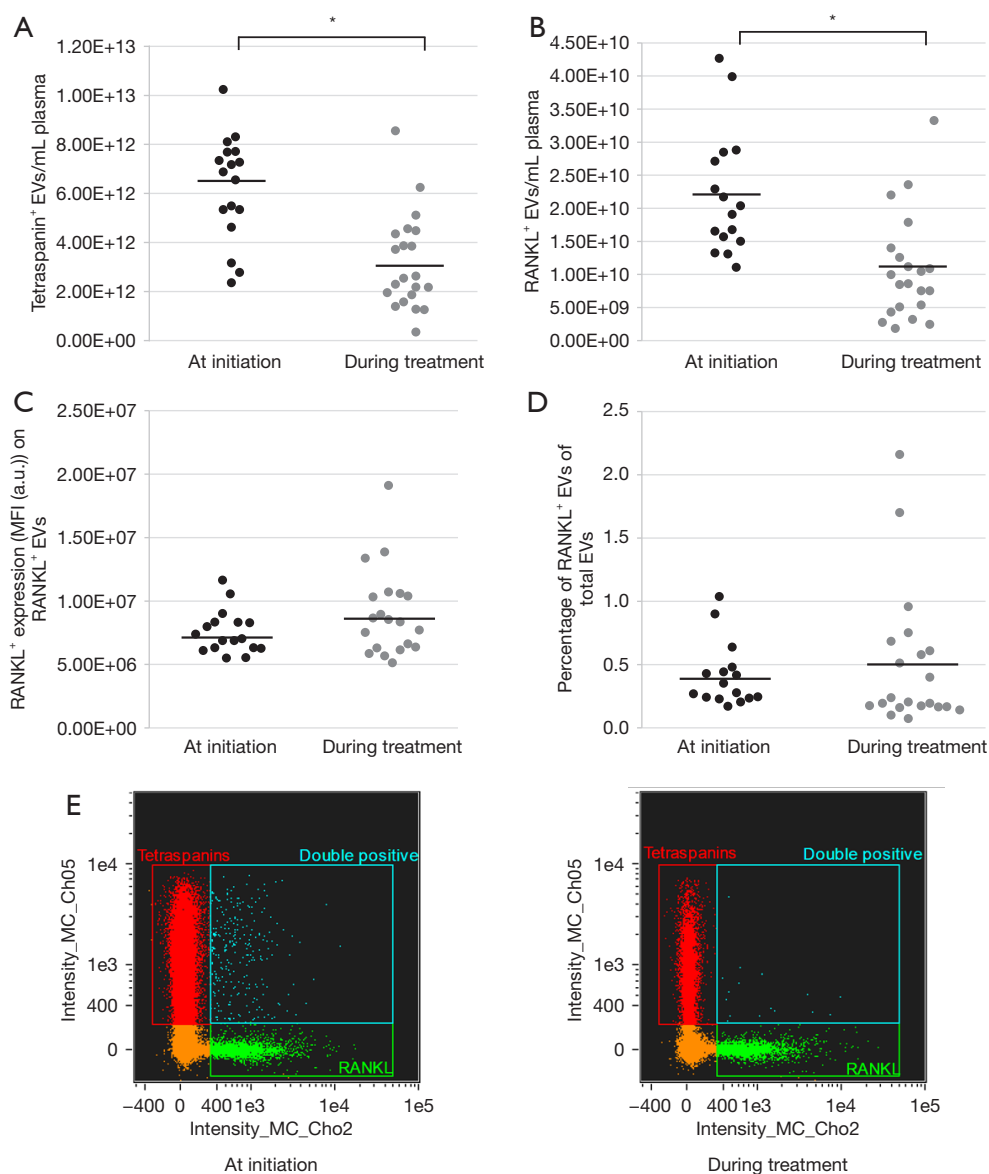 A
*
Tetraspanin+ EVs/mL plasma
1.20E+13
1.00E+13
8.00E+12
6.00E+12
4.00E+12
2.00E+12
0.00E+00
At initiation
During treatment
B
*
RANKL+ EVs/mL plasma
4.50E+10
4.00E+10
3.50E+10
3.00E+10
2.50E+10
2.00E+10
1.50E+10
1.00E+10
5.00E+09
0.00E+00
At initiation
During treatment
C
RANKL+ expression (MFI (a.u.)) on
RANKL+ EVs
2.50E+07
2.00E+07
1.50E+07
1.00E+07
5.00E+06
0.00E+00
At initiation
During treatment
D
Percentage of RANKL+ EVs of
total EVs
2.5
2.0
1.5
1.0
0.5
0.0
At initiation
During treatment
E
Intensity_MC_Ch05
1e4
1e3
400
0
Tetraspanins
Double positive
RANKL
−400
0
400
1e3
1e4
1e5
Intensity_MC_Cho2
At initiation
Intensity_MC_Ch05
1e4
1e3
400
0
Tetraspanins
Double positive
RANKL
−400
0
400
1e3
1e4
1e5
Intensity_MC_Cho2
During treatment